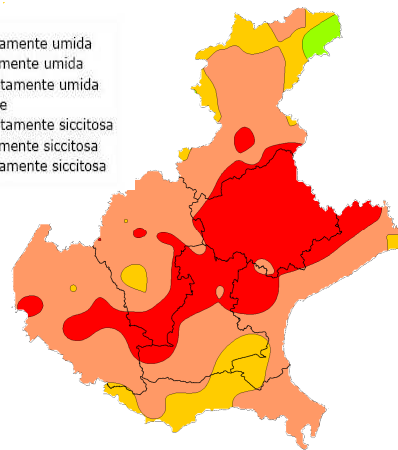 amente umida
mente umida
tamente umida
e
tamente siccitosa
mente siccitosa
amente siccitosa